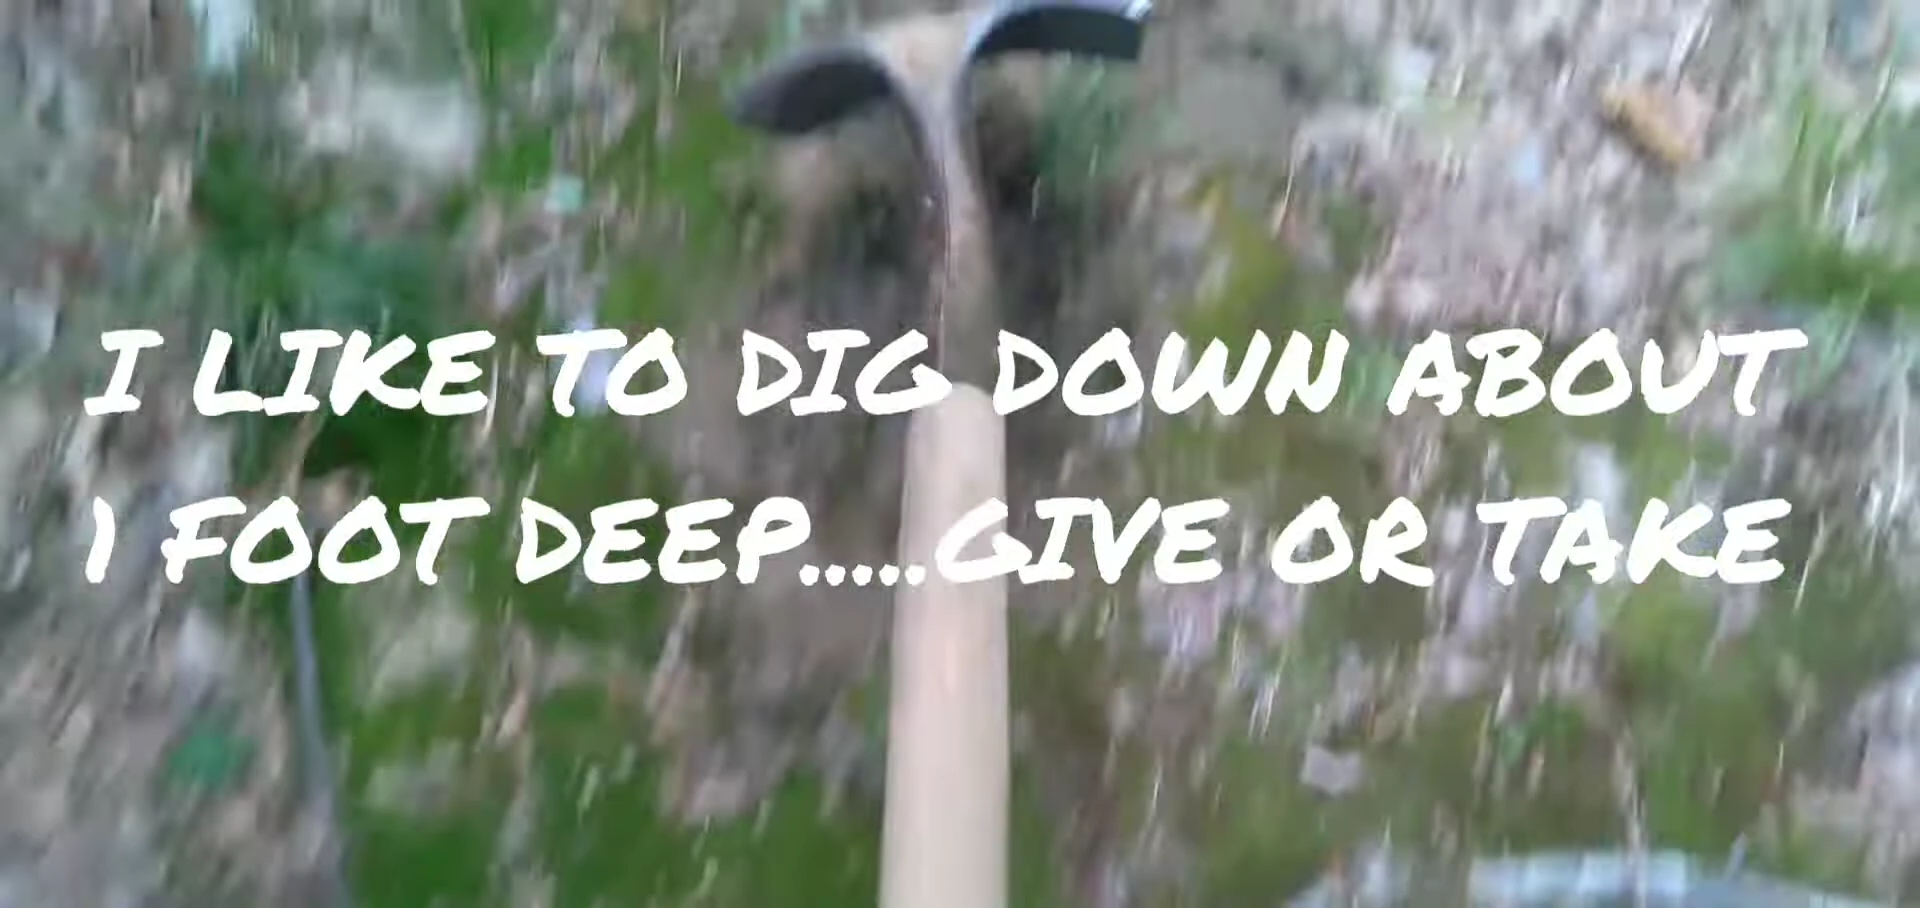 I LIKE TO DIG DOWN ABOUT
1 FOOT DEEP.....GIVE OR TAKE